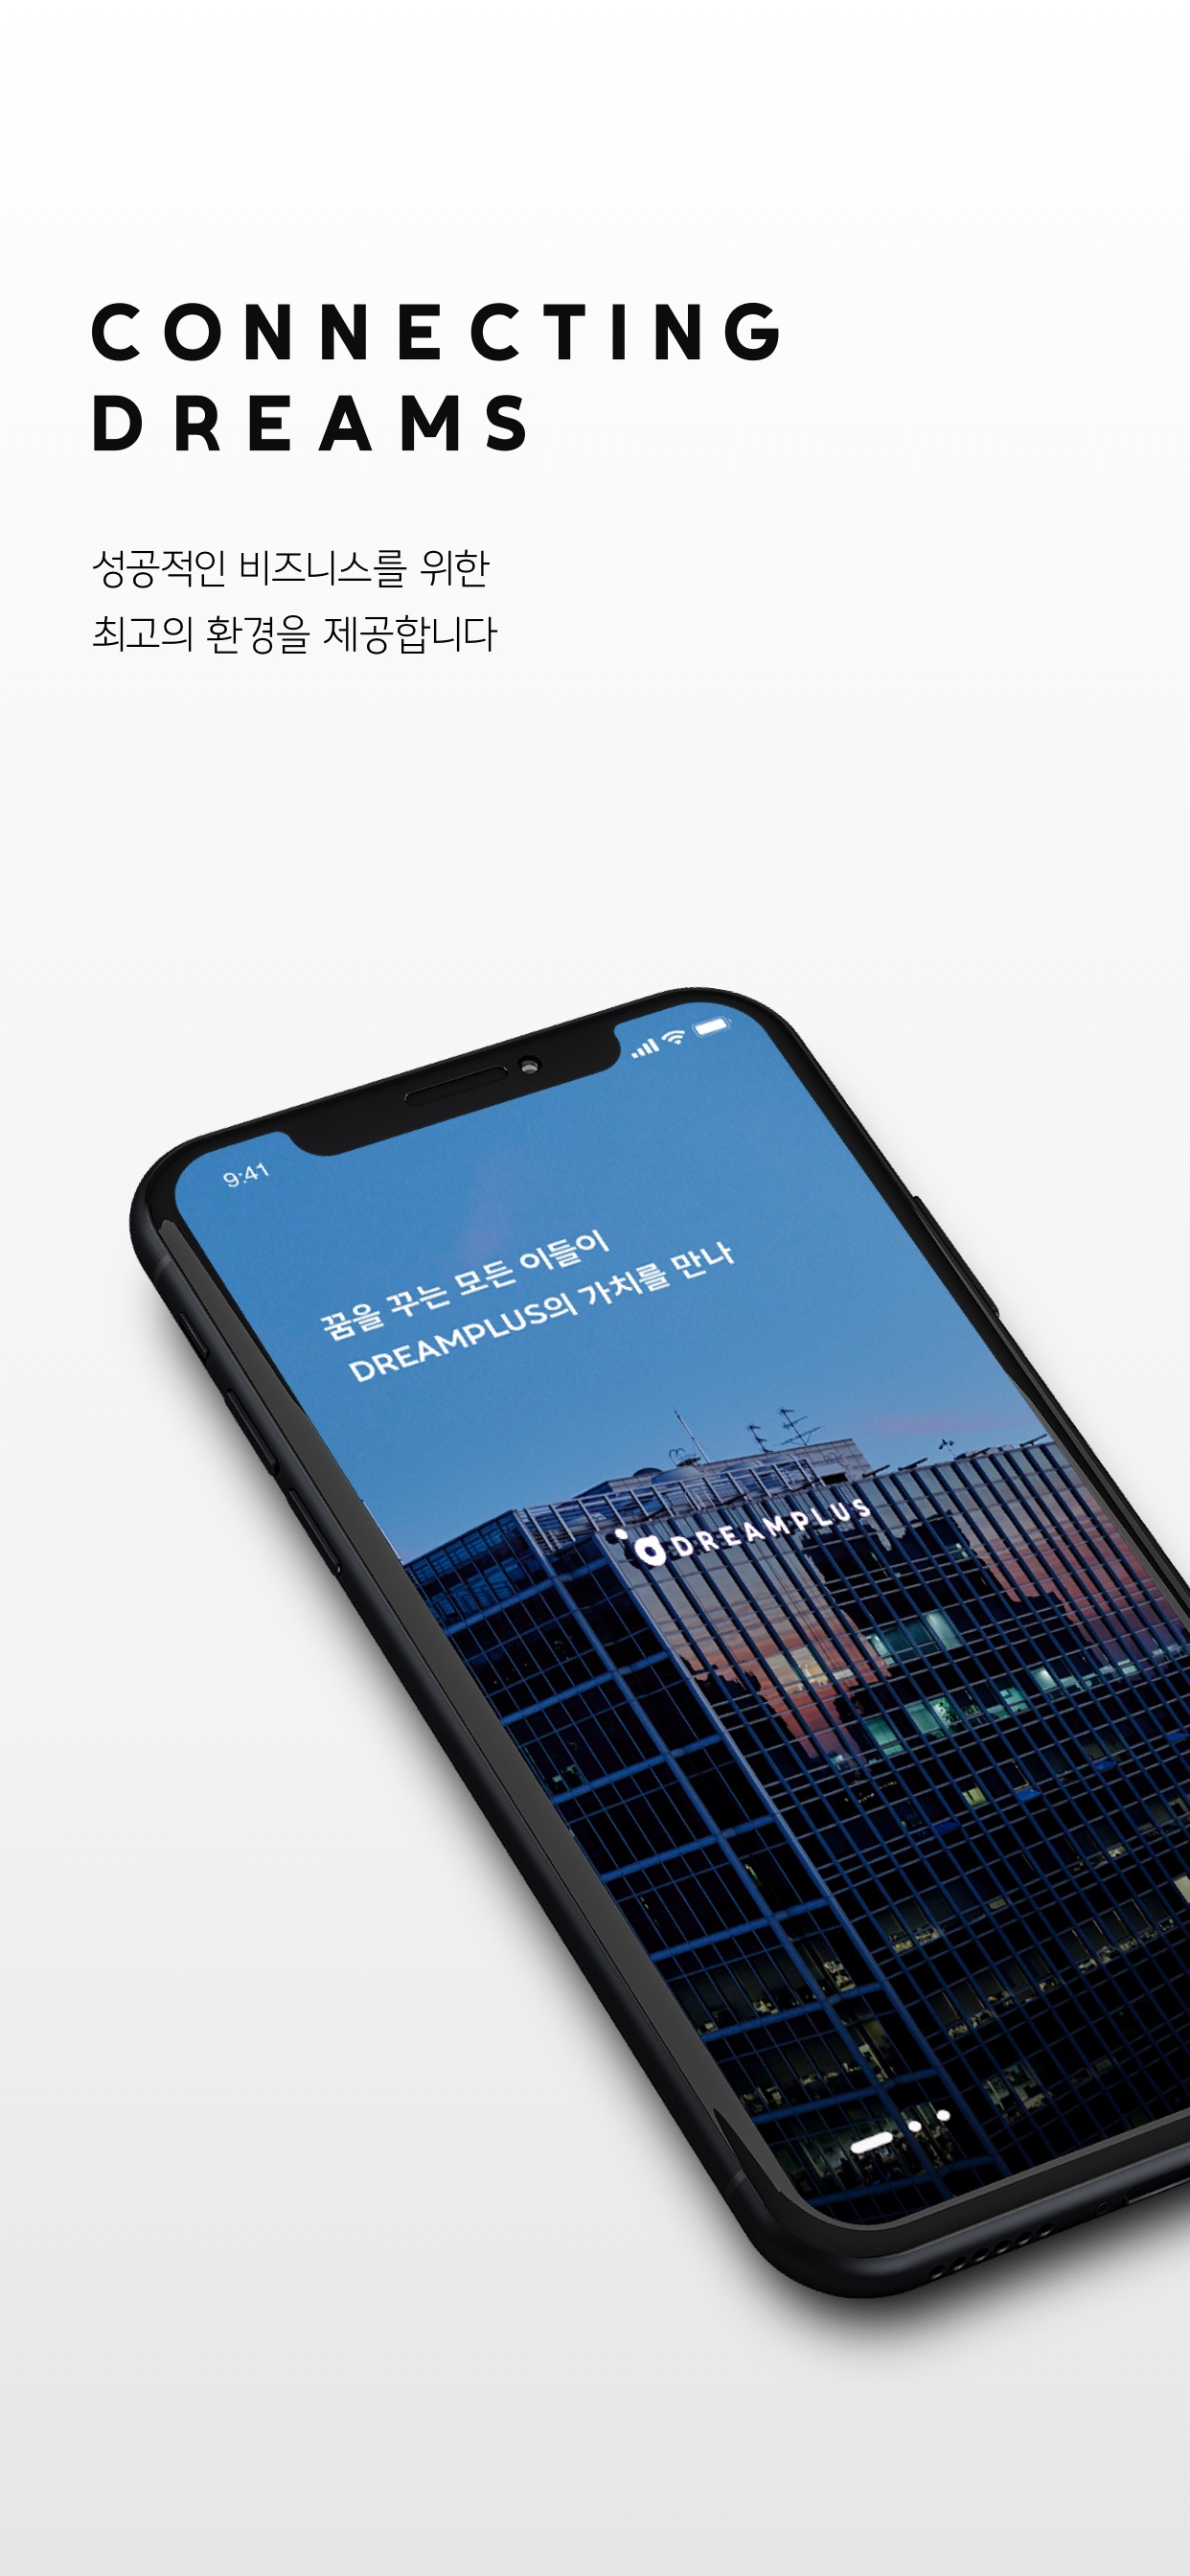 CONNECTING
DREAMS
성공적인 비즈니스를 위한
최고의 환경을 제공합니다
9:41
꿈을 꾸는 모든 이들이
DREAMPLUS의 가치를 만나
DREAMPLUS